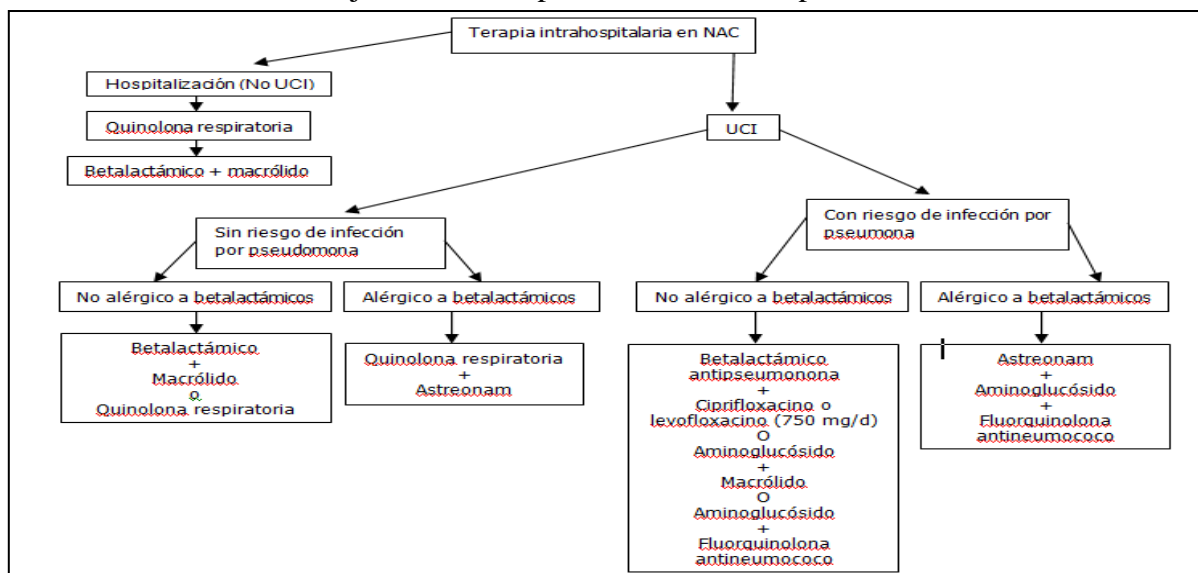 Terapia intrahospitalaria en NAC
Hospitalización (No UCI)
Quinolona respiratoria
Betalactámico + macrólido
UCI
Sin riesgo de infección
por pseudomona
Con riesgo de infección por
pseumona
No alérgico a betalactámicos
Alérgico a betalactámicos
No alérgico a betalactámicos
Alérgico a betalactámicos
Betalactámico
+
Macrólido
o
Quinolona respiratoria
Quinolona respiratoria
+
Astreonam
Betalactámico
antipseumonona
+
Ciprifloxacino o
levofloxacino (750 mg/d)
O
Aminoglucósido
+
Macrólido
O
Aminoglucósido
+
Fluorquinolona
antineumococo
Astreonam
+
Aminoglucósido
+
Fluorquinolona
antineumococo